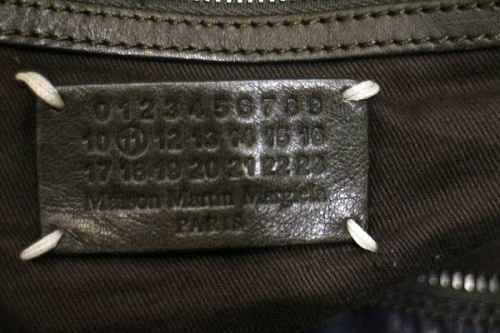 0 1 2 3 4 5 6 7 8 9
10 11 12 13 14 15 16
17 18 19 20 21 22 23
Maison Martin Margiela
PARIS